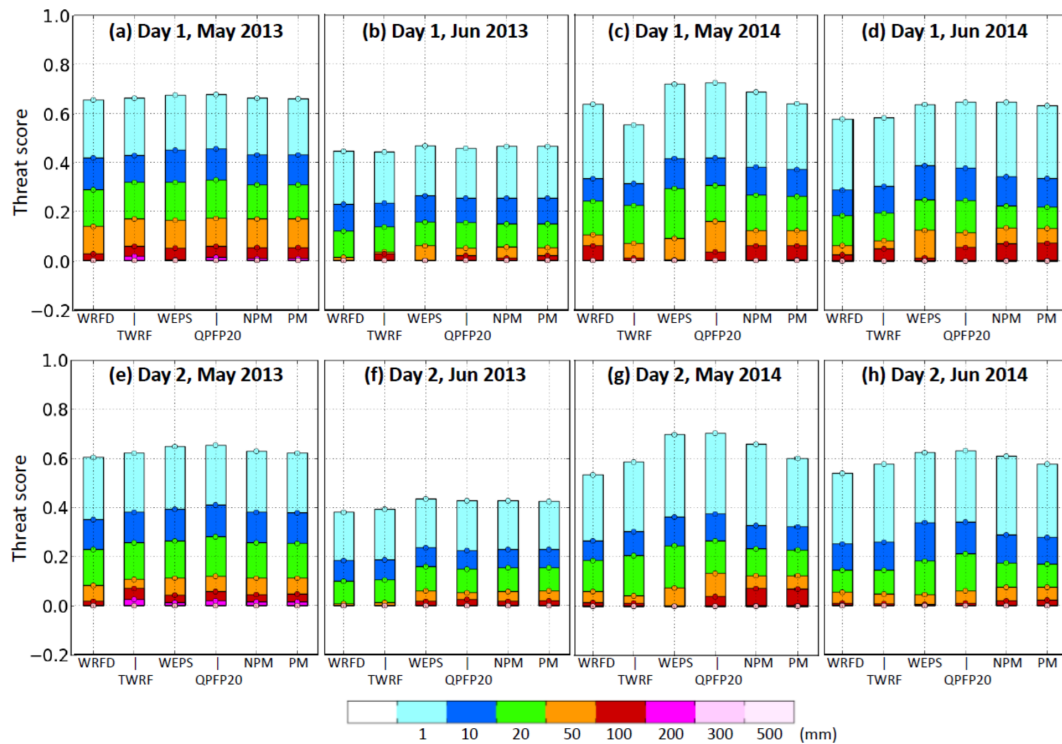 (a) Day 1, May 2013 (b) Day 1, Jun 2013 (c) Day 1, May 2014 (d) Day 1, Jun 2014
1.0
0.8
0.6
0.4
0.2
0.0
−0.2
Threat score
WRFD | WEPS | NPM PM WRFD | WEPS | NPM PM WRFD | WEPS | NPM PM WRFD | WEPS | NPM PM
TWRF QPFP20 TWRF QPFP20 TWRF QPFP20 TWRF QPFP20
(e) Day 2, May 2013 (f) Day 2, Jun 2013 (g) Day 2, May 2014 (h) Day 2, Jun 2014
1.0
0.8
0.6
0.4
0.2
0.0
−0.2
Threat score
WRFD | WEPS | NPM PM WRFD | WEPS | NPM PM WRFD | WEPS | NPM PM WRFD | WEPS | NPM PM
TWRF QPFP20 TWRF QPFP20 TWRF QPFP20 TWRF QPFP20
1 10 20 50 100 200 300 500 (mm)